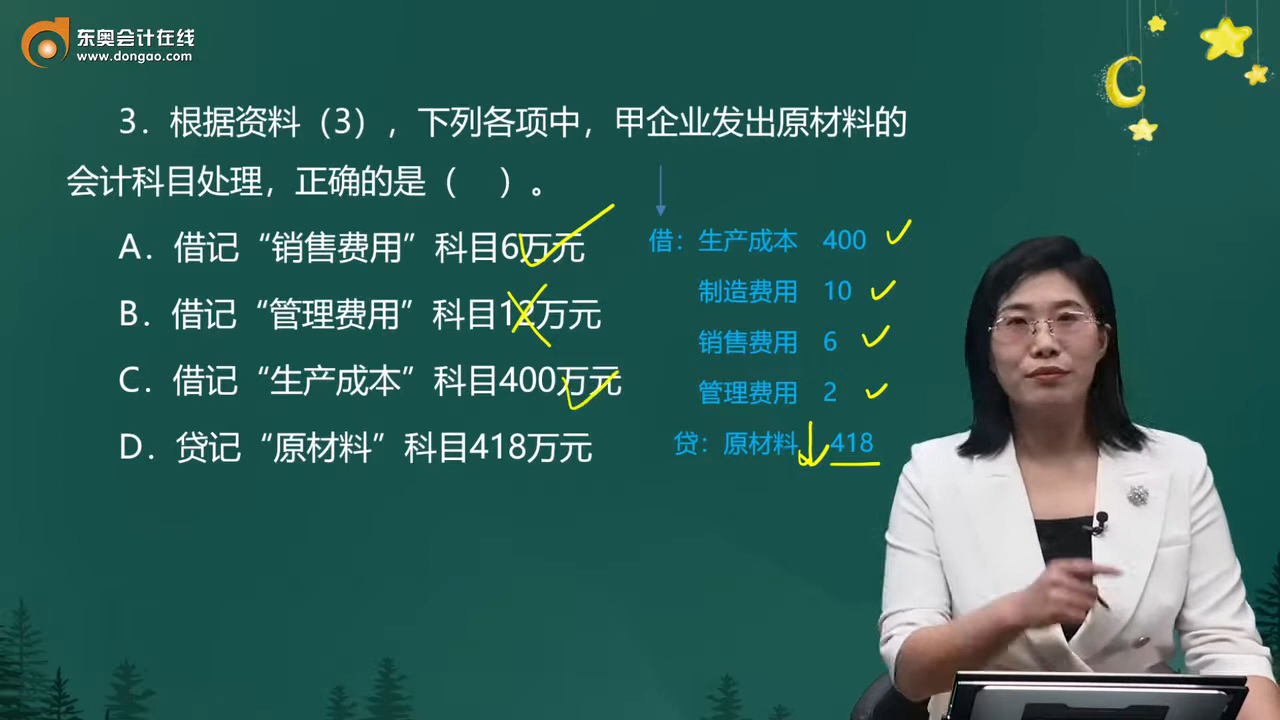 东奥会计在线
www.dongao.com
3．根据资料（3），下列各项中，甲企业发出原材料的
会计科目处理，正确的是（　）。
A．借记“销售费用”科目6万元
B．借记“管理费用”科目12万元
C．借记“生产成本”科目400万元
D．贷记“原材料”科目418万元
借：生产成本 400
制造费用 10
销售费用 6
管理费用 2
贷：原材料 418